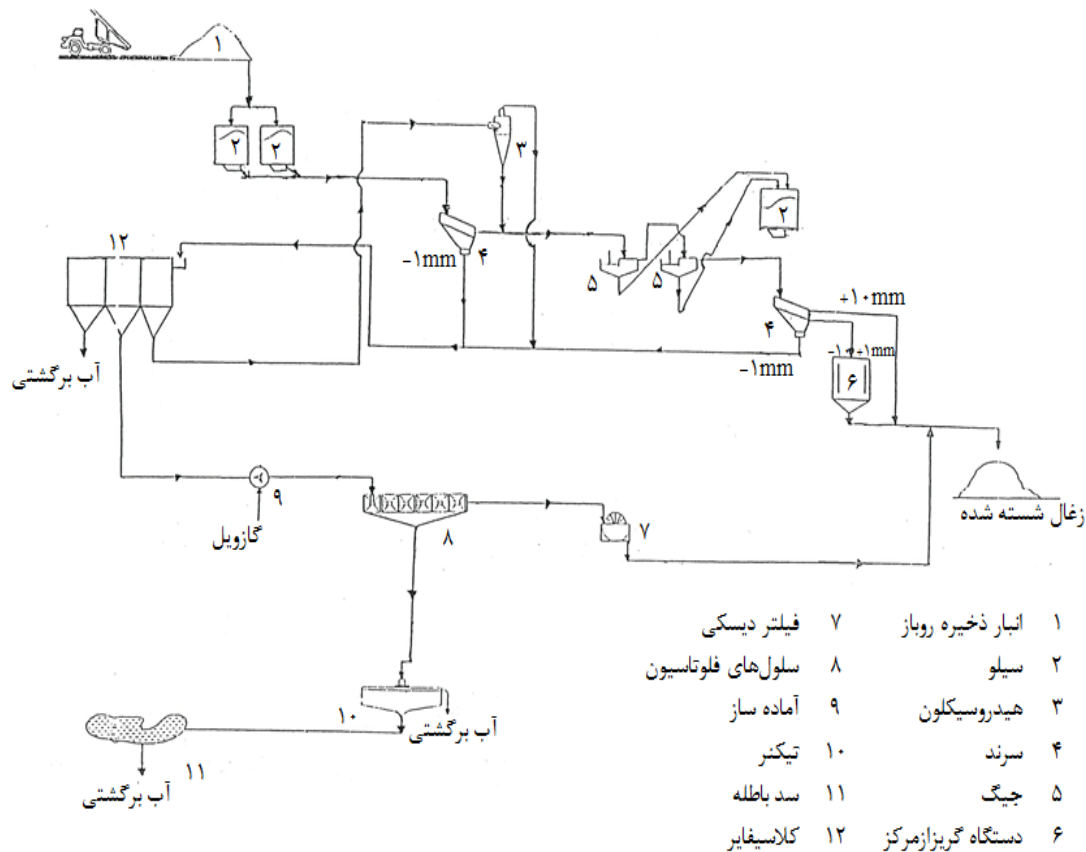 ۱
۲
۲
۳
۲
۱۲
-۱mm
۴
۵
۵
+۱۰mm
۴
-۱mm
-۱۰+۱mm
۶
آب برگشتی
۹
گازویل
۸
۷
زغال شسته شده
۱۰
آب برگشتی
۱۱
آب برگشتی
۱ انبار ذخیره روباز
۲ سیلو
۳ هیدروسیکلون
۴ سرند
۵ جیگ
۶ دستگاه گریزازمرکز
۷ فیلتر دیسکی
۸ سلول‌های فلوتاسیون
۹ آماده ساز
۱۰ تیکنر
۱۱ سد باطله
۱۲ کلاسیفایر